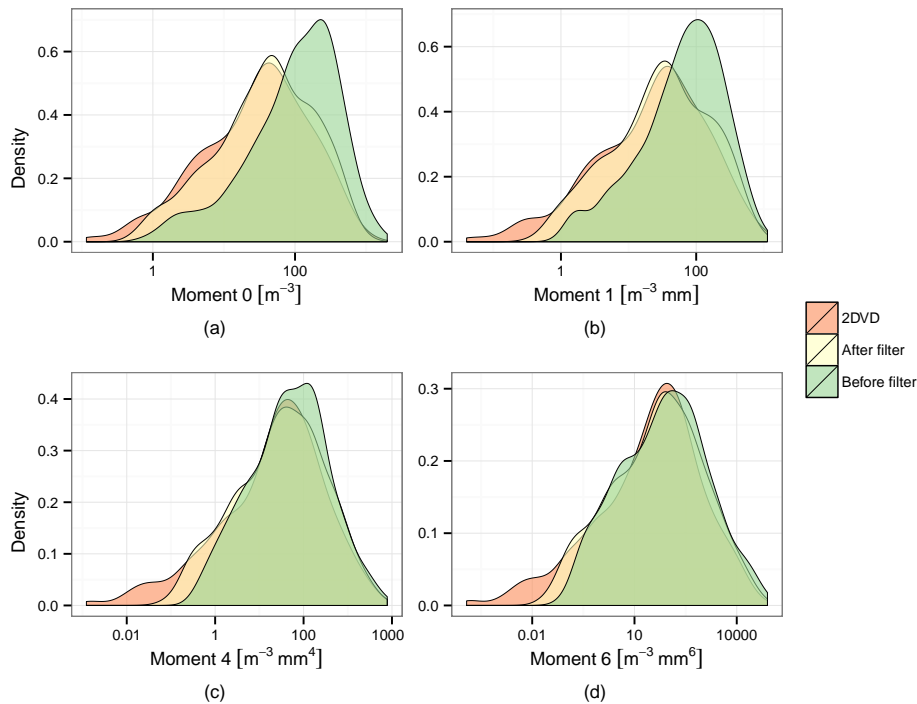 Density
0.6
0.4
0.2
0.0
1
100
Moment 0 [m⁻³]
(a)
0.6
0.4
0.2
0.0
1
100
Moment 1 [m⁻³ mm]
(b)
2DVD
After filter
Before filter
Density
0.4
0.3
0.2
0.1
0.0
0.01
1
100
1000
Moment 4 [m⁻³ mm⁴]
(c)
0.3
0.2
0.1
0.0
0.01
10
10000
Moment 6 [m⁻³ mm⁶]
(d)